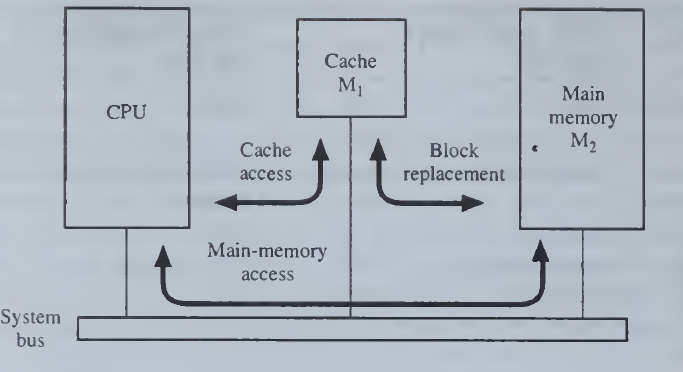 CPU
Cache
M₁
Main
memory
M₂
Cache
access
Block
replacement
Main-memory
access
System
bus